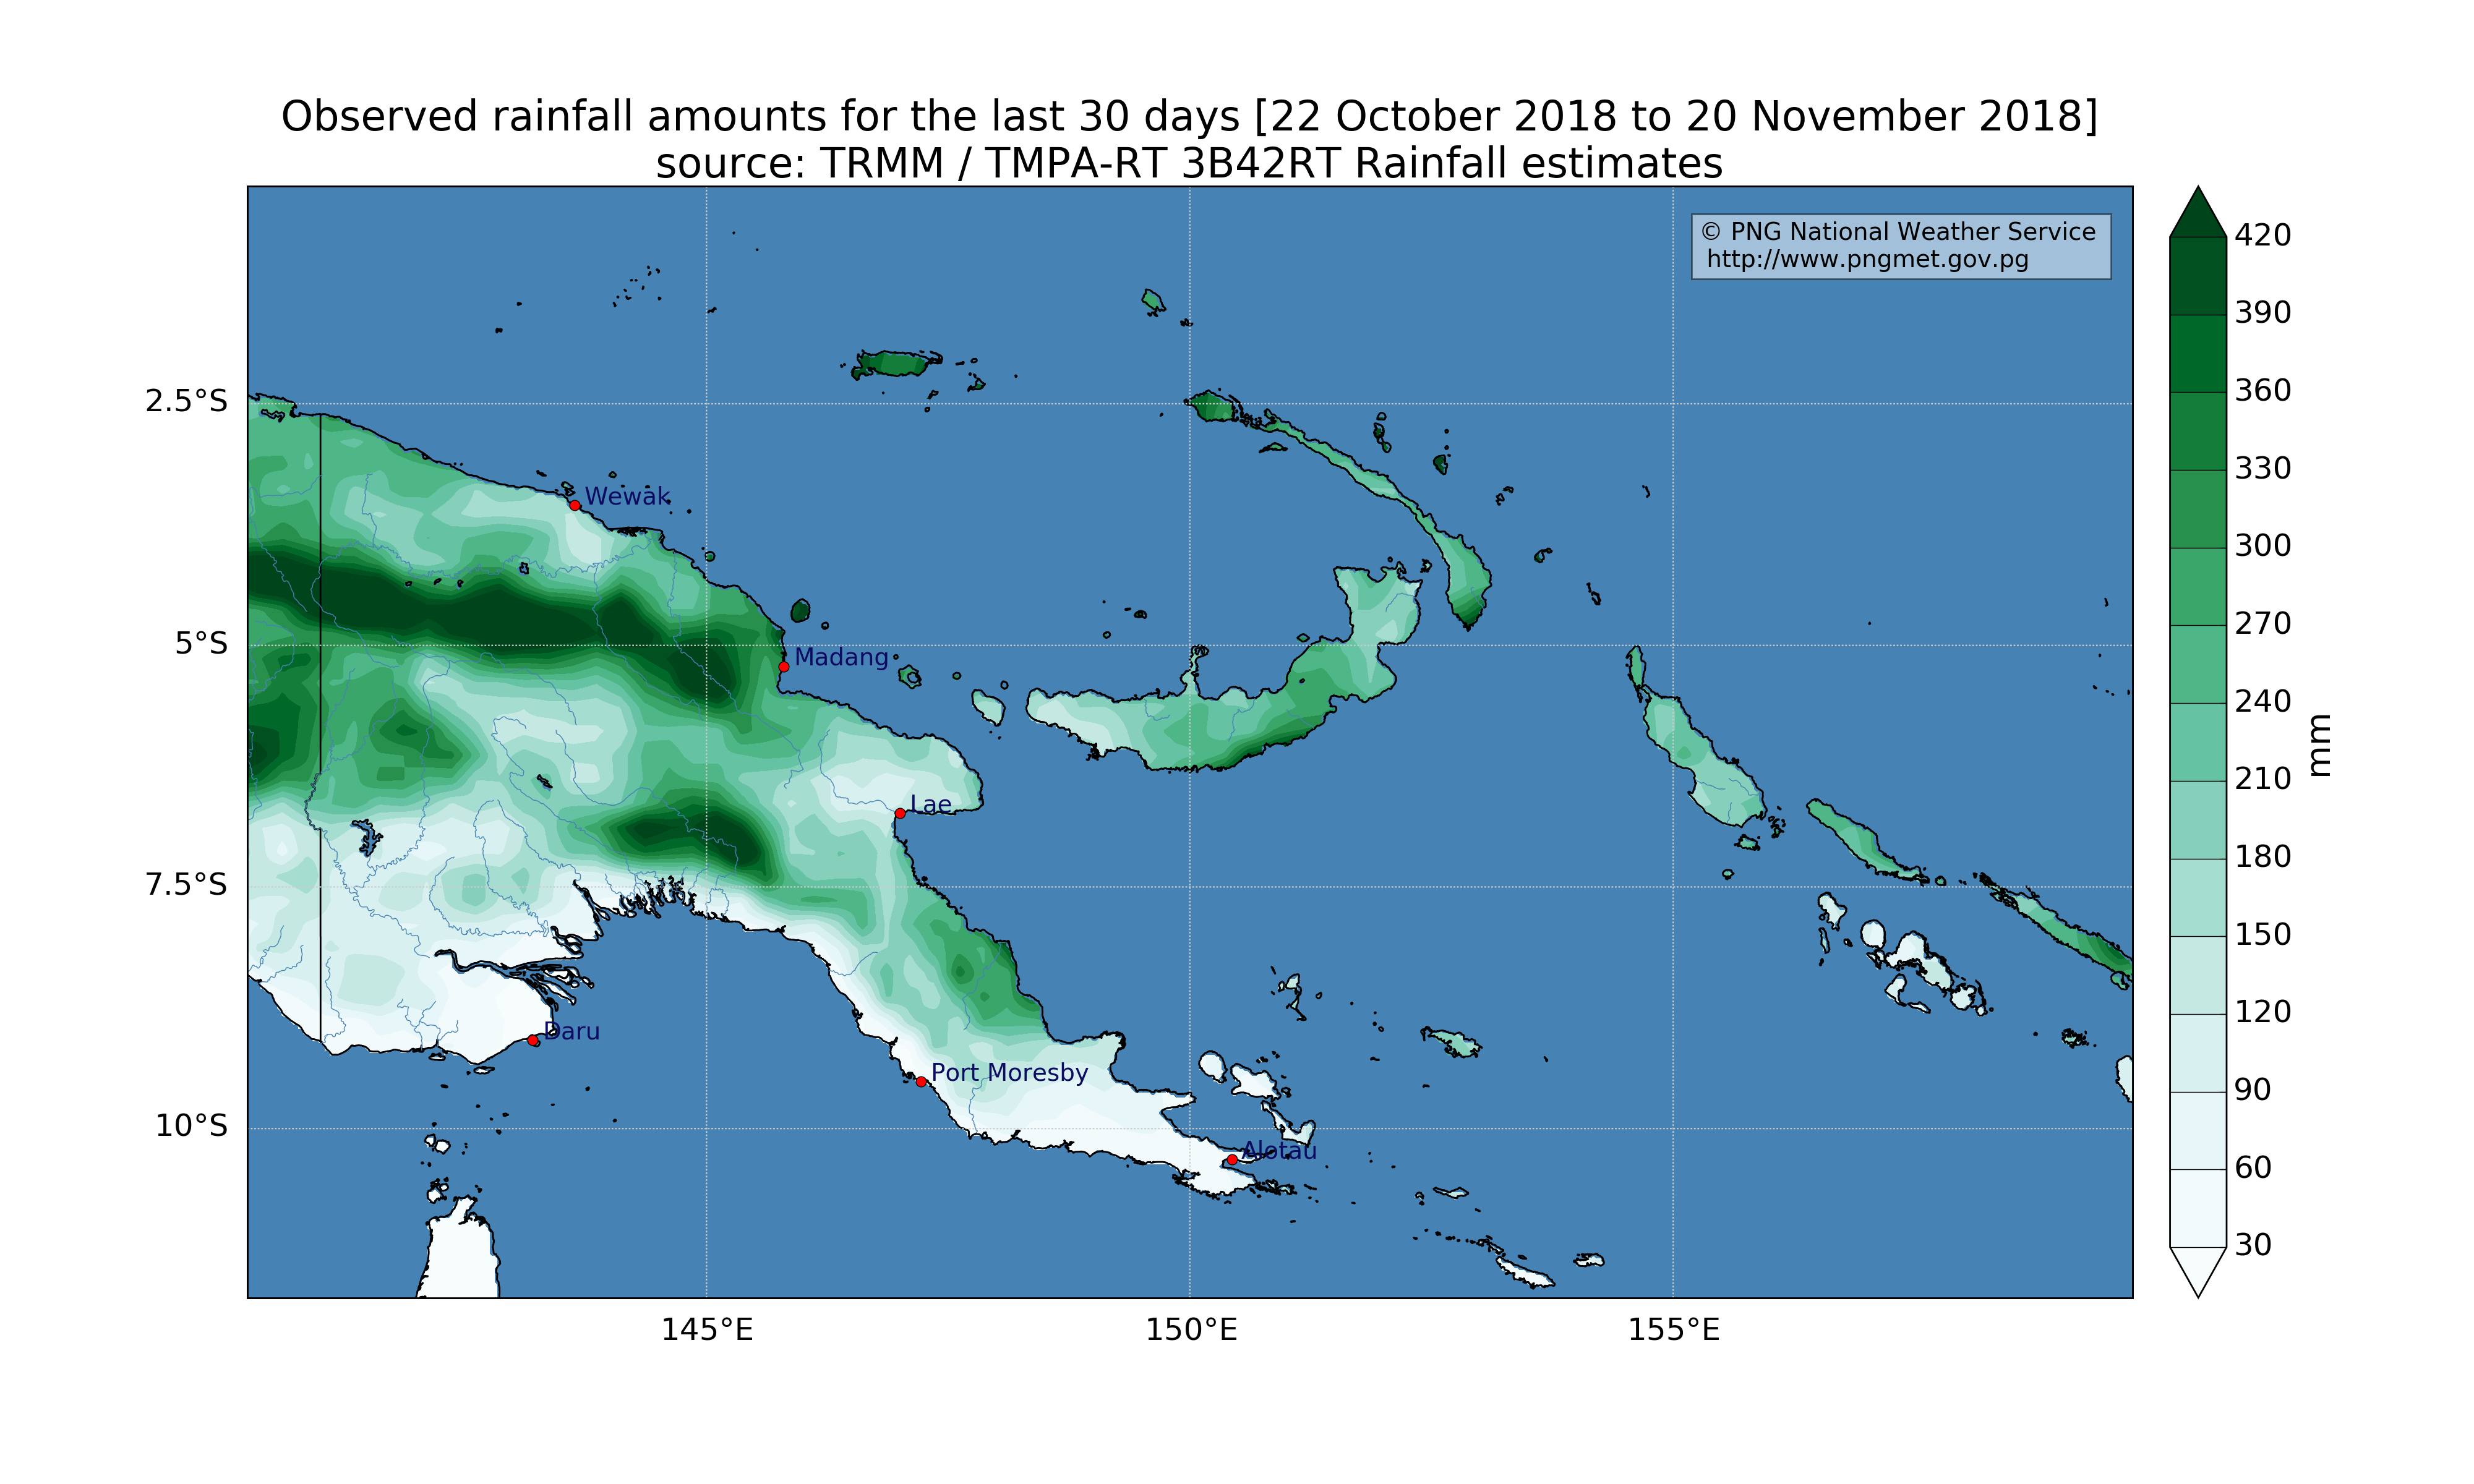 Observed rainfall amounts for the last 30 days [22 October 2018 to 20 November 2018]
source: TRMM / TMPA-RT 3B42RT Rainfall estimates
© PNG National Weather Service
http://www.pngmet.gov.pg
2.5°S
5°S
7.5°S
10°S
Wewak
Madang
Lae
Daru
Port Moresby
Alotau
145°E
150°E
155°E
420
390
360
330
300
270
240
210
180
150
120
90
60
30
mm